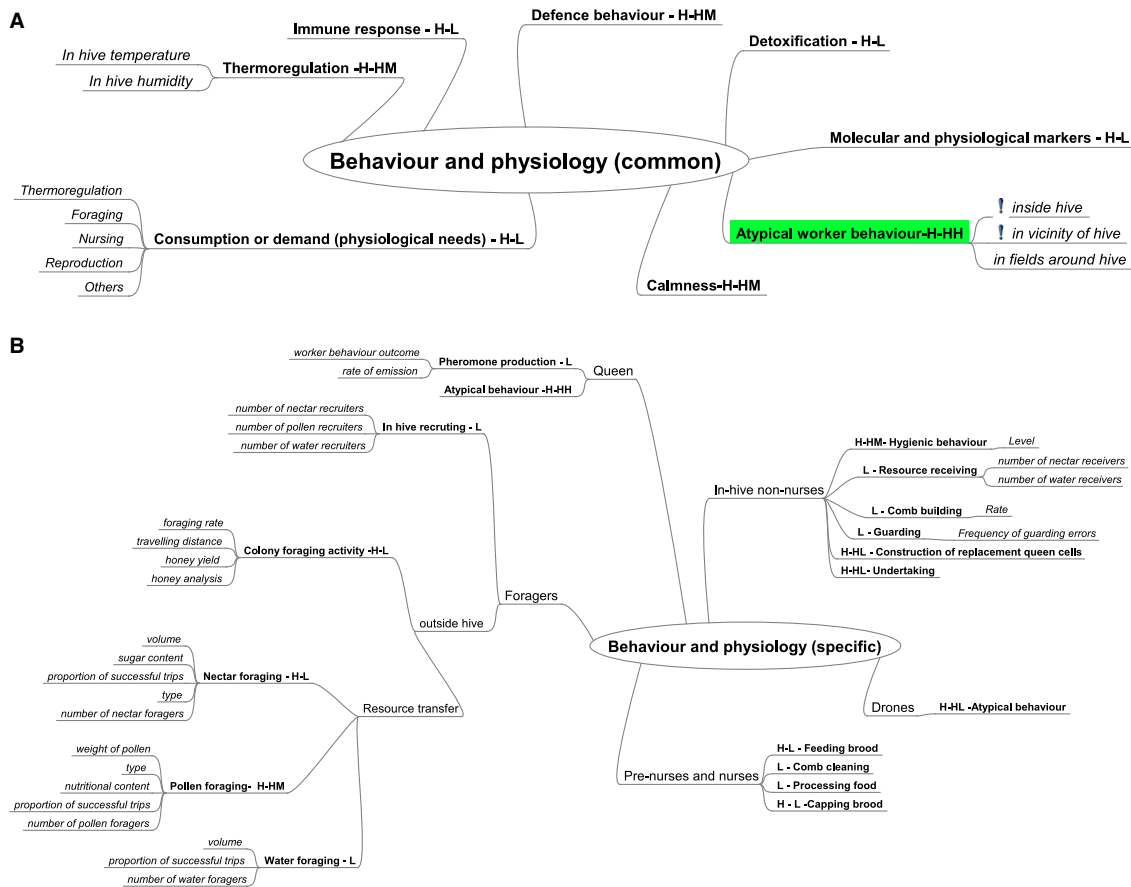 A
Defence behaviour - H-HM
Immune response - H-L
Detoxification - H-L
In hive temperature
Thermoregulation -H-HM
In hive humidity
Molecular and physiological markers - H-L
Behaviour and physiology (common)
Thermoregulation
Foraging
Nursing
Reproduction
Others
Consumption or demand (physiological needs) - H-L
! inside hive
Atypical worker behaviour-H-HH
! in vicinity of hive
in fields around hive
Calmness-H-HM
B
worker behaviour outcome
rate of emission
Pheromone production - L
Atypical behaviour -H-HH
Queen
number of nectar recruiters
number of pollen recruiters
number of water recruiters
In hive recruting - L
H-HM- Hygienic behaviour
Level
L - Resource receiving
number of nectar receivers
number of water receivers
In-hive non-nurses
L - Comb building
Rate
L - Guarding
Frequency of guarding errors
H-HL - Construction of replacement queen cells
H-HL - Undertaking
foraging rate
travelling distance
honey yield
honey analysis
Colony foraging activity -H-L
Foragers
outside hive
Behaviour and physiology (specific)
volume
sugar content
proportion of successful trips
type
number of nectar foragers
Nectar foraging - H-L
Resource transfer
Drones
H-HL -Atypical behaviour
weight of pollen
type
nutritional content
proportion of successful trips
number of pollen foragers
Pollen foraging- H-HM
Pre-nurses and nurses
H-L - Feeding brood
L - Comb cleaning
L - Processing food
H - L -Capping brood
volume
proportion of successful trips
number of water foragers
Water foraging - L